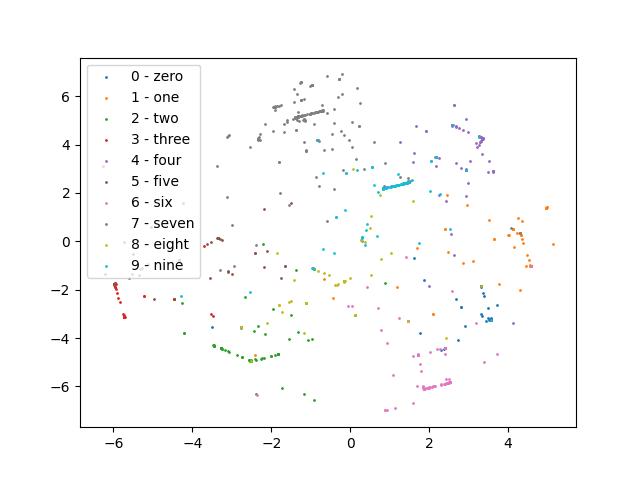 0 - zero
1 - one
2 - two
3 - three
4 - four
5 - five
6 - six
7 - seven
8 - eight
9 - nine
6
4
2
0
−2
−4
−6
−6 −4 −2 0 2 4